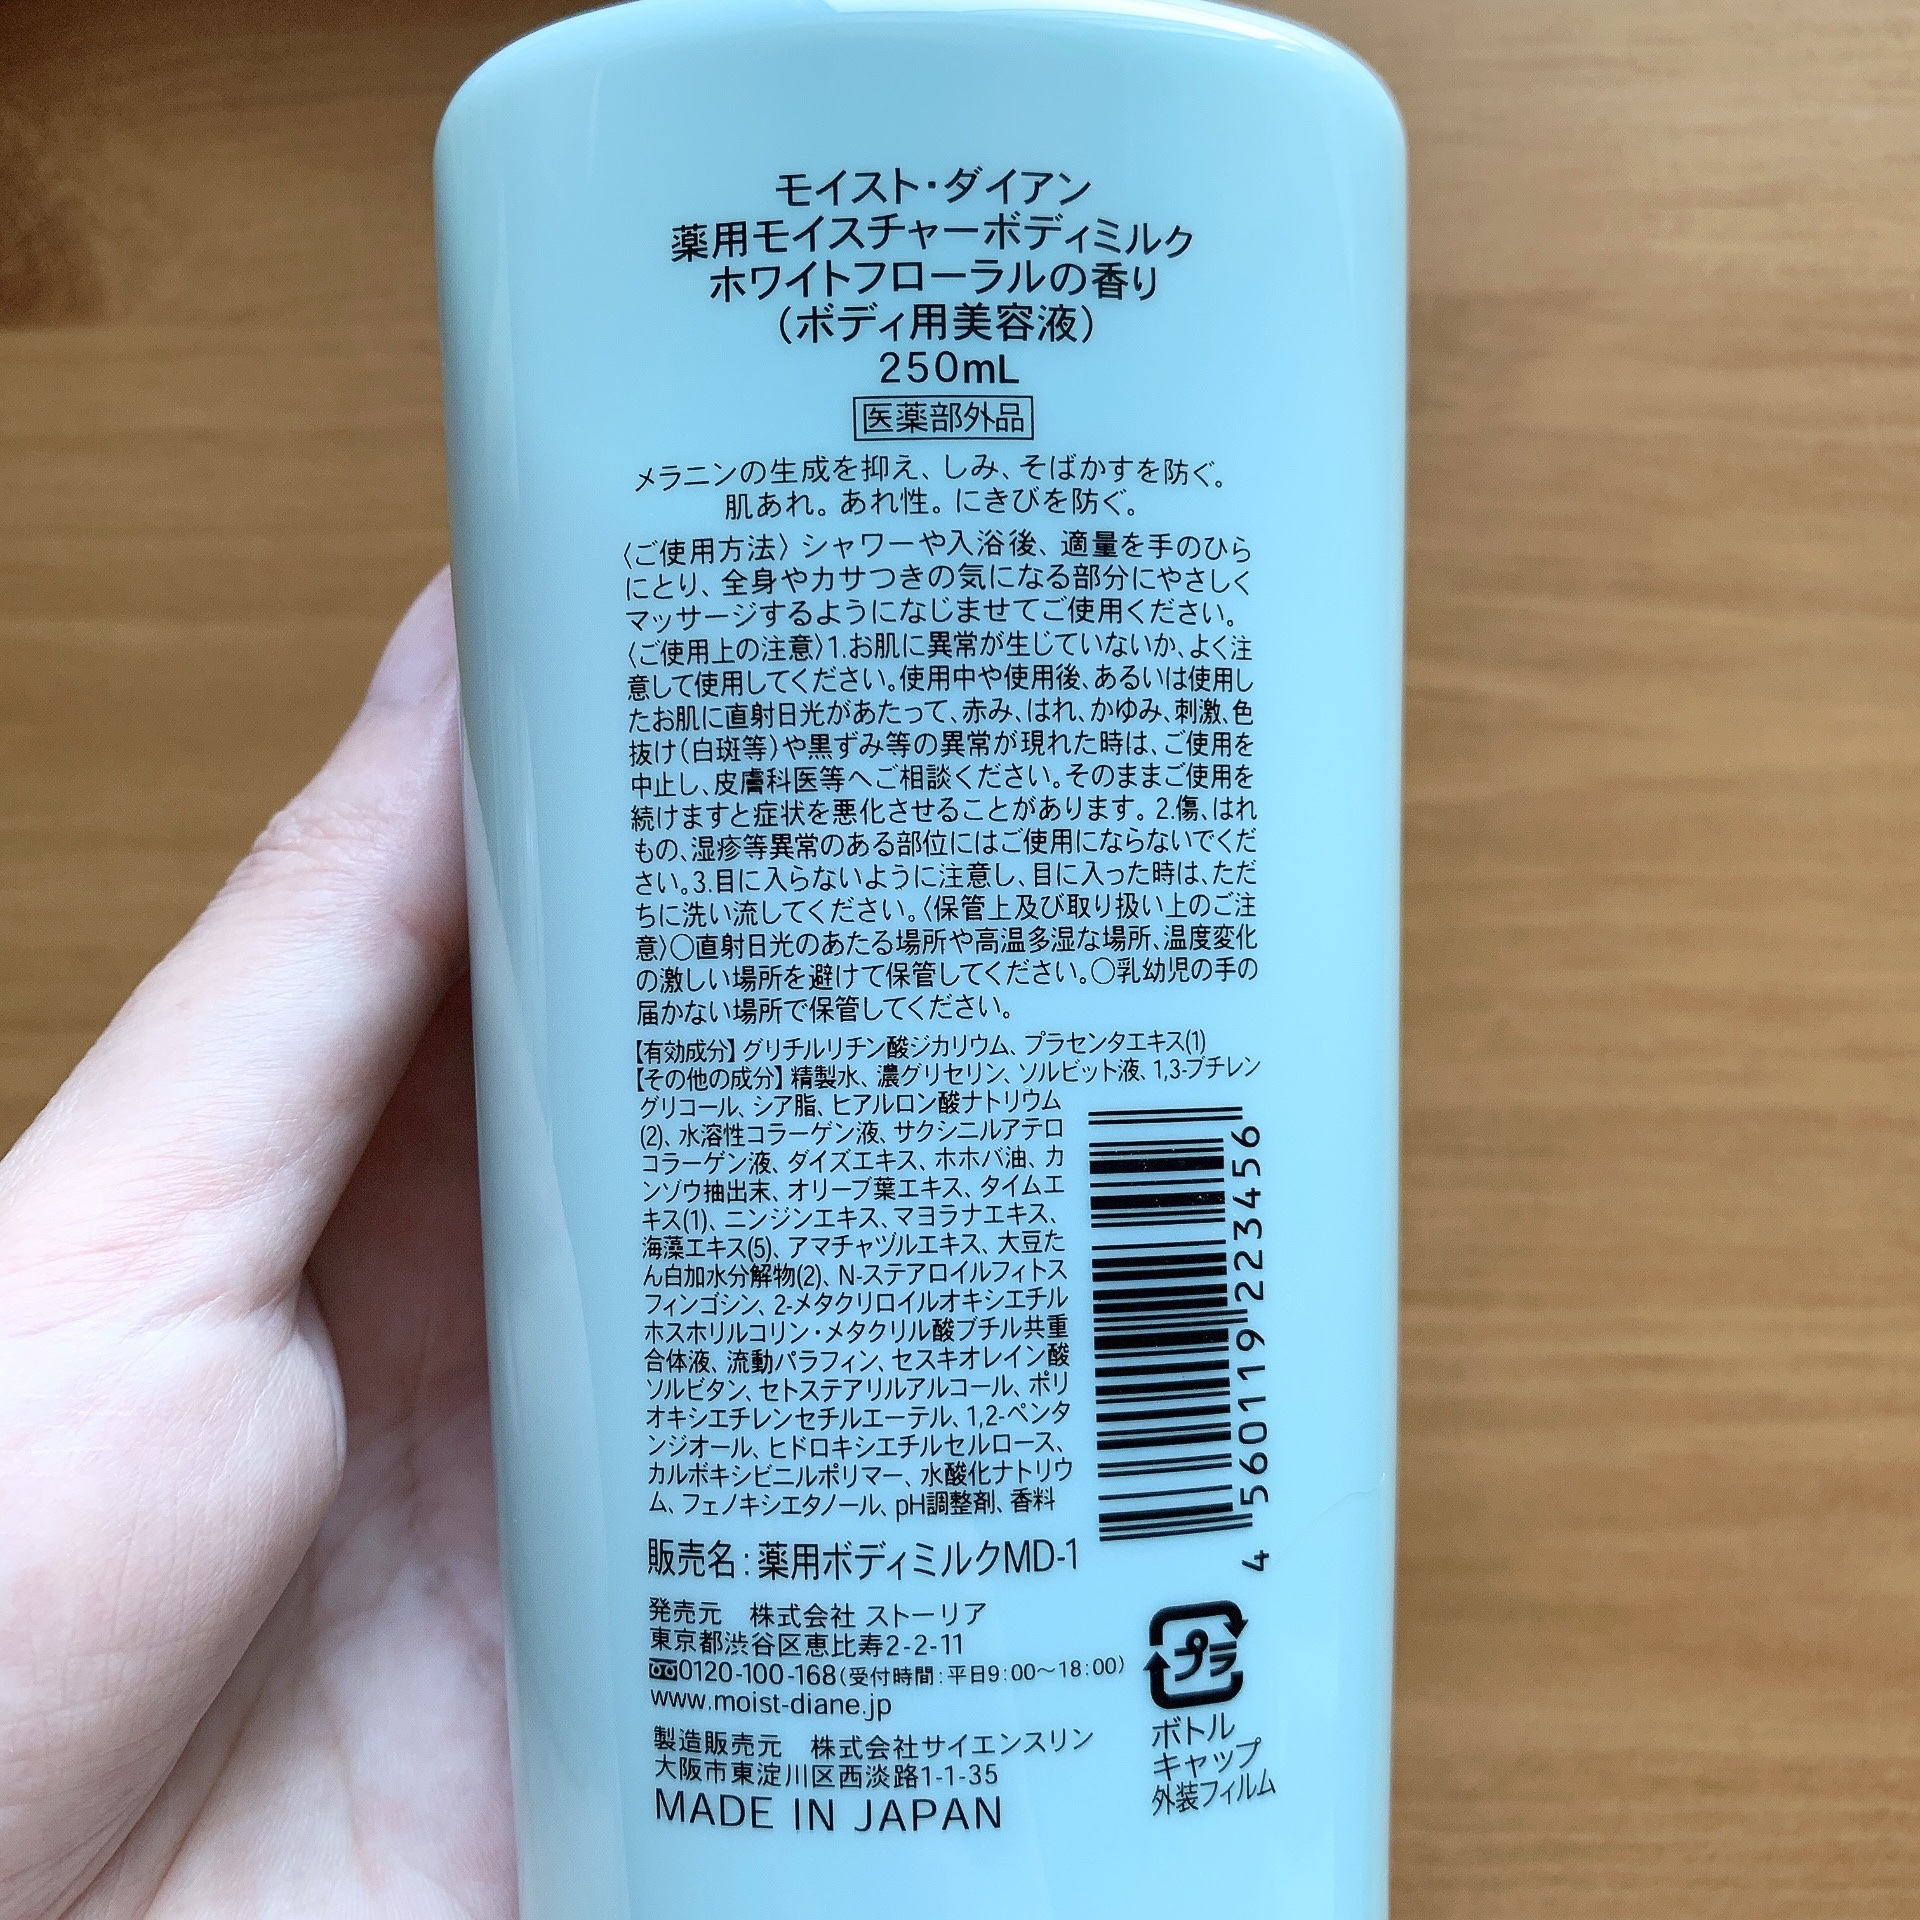 モイスト・ダイアン
薬用モイスチャーボディミルク
ホワイトフローラルの香り
（ボディ用美容液）
250mL
医薬部外品
メラニンの生成を抑え、しみ、そばかすを防ぐ。
肌あれ。あれ性。にきびを防ぐ。
〈ご使用方法〉シャワーや入浴後、適量を手のひら
にとり、全身やカサつきの気になる部分にやさしく
マッサージするようになじませてご使用ください。
〈ご使用上の注意〉1.お肌に異常が生じていないか、よく注
意して使用してください。使用中や使用後、あるいは使用し
たお肌に直射日光があたって、赤み、はれ、かゆみ、刺激、色
抜け（白斑等）や黒ずみ等の異常が現れた時は、ご使用を
中止し、皮膚科医等へご相談ください。そのままご使用を
続けますと症状を悪化させることがあります。2.傷、はれ
もの、湿疹等異常のある部位にはご使用にならないでくだ
さい。3.目に入らないように注意し、目に入った時は、ただ
ちに洗い流してください。〈保管上及び取り扱い上のご注
意〉○直射日光のあたる場所や高温多湿な場所、温度変化
の激しい場所を避けて保管してください。○乳幼児の手の
届かない場所で保管してください。
【有効成分】グリチルリチン酸ジカリウム、プラセンタエキス(1)
【その他の成分】精製水、濃グリセリン、ソルビット液、1,3-ブチレン
グリコール、シア脂、ヒアルロン酸ナトリウム
(2)、水溶性コラーゲン液、サクシニルアテロ
コラーゲン液、ダイズエキス、ホホバ油、カ
ンゾウ抽出末、オリーブ葉エキス、タイムエ
キス(1)、ニンジンエキス、マヨラナエキス、
海藻エキス(5)、アマチャヅルエキス、大豆た
ん白加水分解物(2)、N-ステアロイルフィトス
フィンゴシン、2-メタクリロイルオキシエチル
ホスホリルコリン・メタクリル酸ブチル共重
合体液、流動パラフィン、セスキオレイン酸
ソルビタン、セトステアリルアルコール、ポリ
オキシエチレンセチルエーテル、1,2-ペンタ
ンジオール、ヒドロキシエチルセルロース、
カルボキシビニルポリマー、水酸化ナトリウ
ム、フェノキシエタノール、pH調整剤、香料
4 560119 223456
販売名：薬用ボディミルクMD-1
発売元　株式会社 ストーリア
東京都渋谷区恵比寿2-2-11
0120-100-168（受付時間：平日9:00～18:00）
www.moist-diane.jp
製造販売元　株式会社サイエンスリン
大阪市東淀川区西淡路1-1-35
MADE IN JAPAN
プラ
ボトル
キャップ
外装フィルム